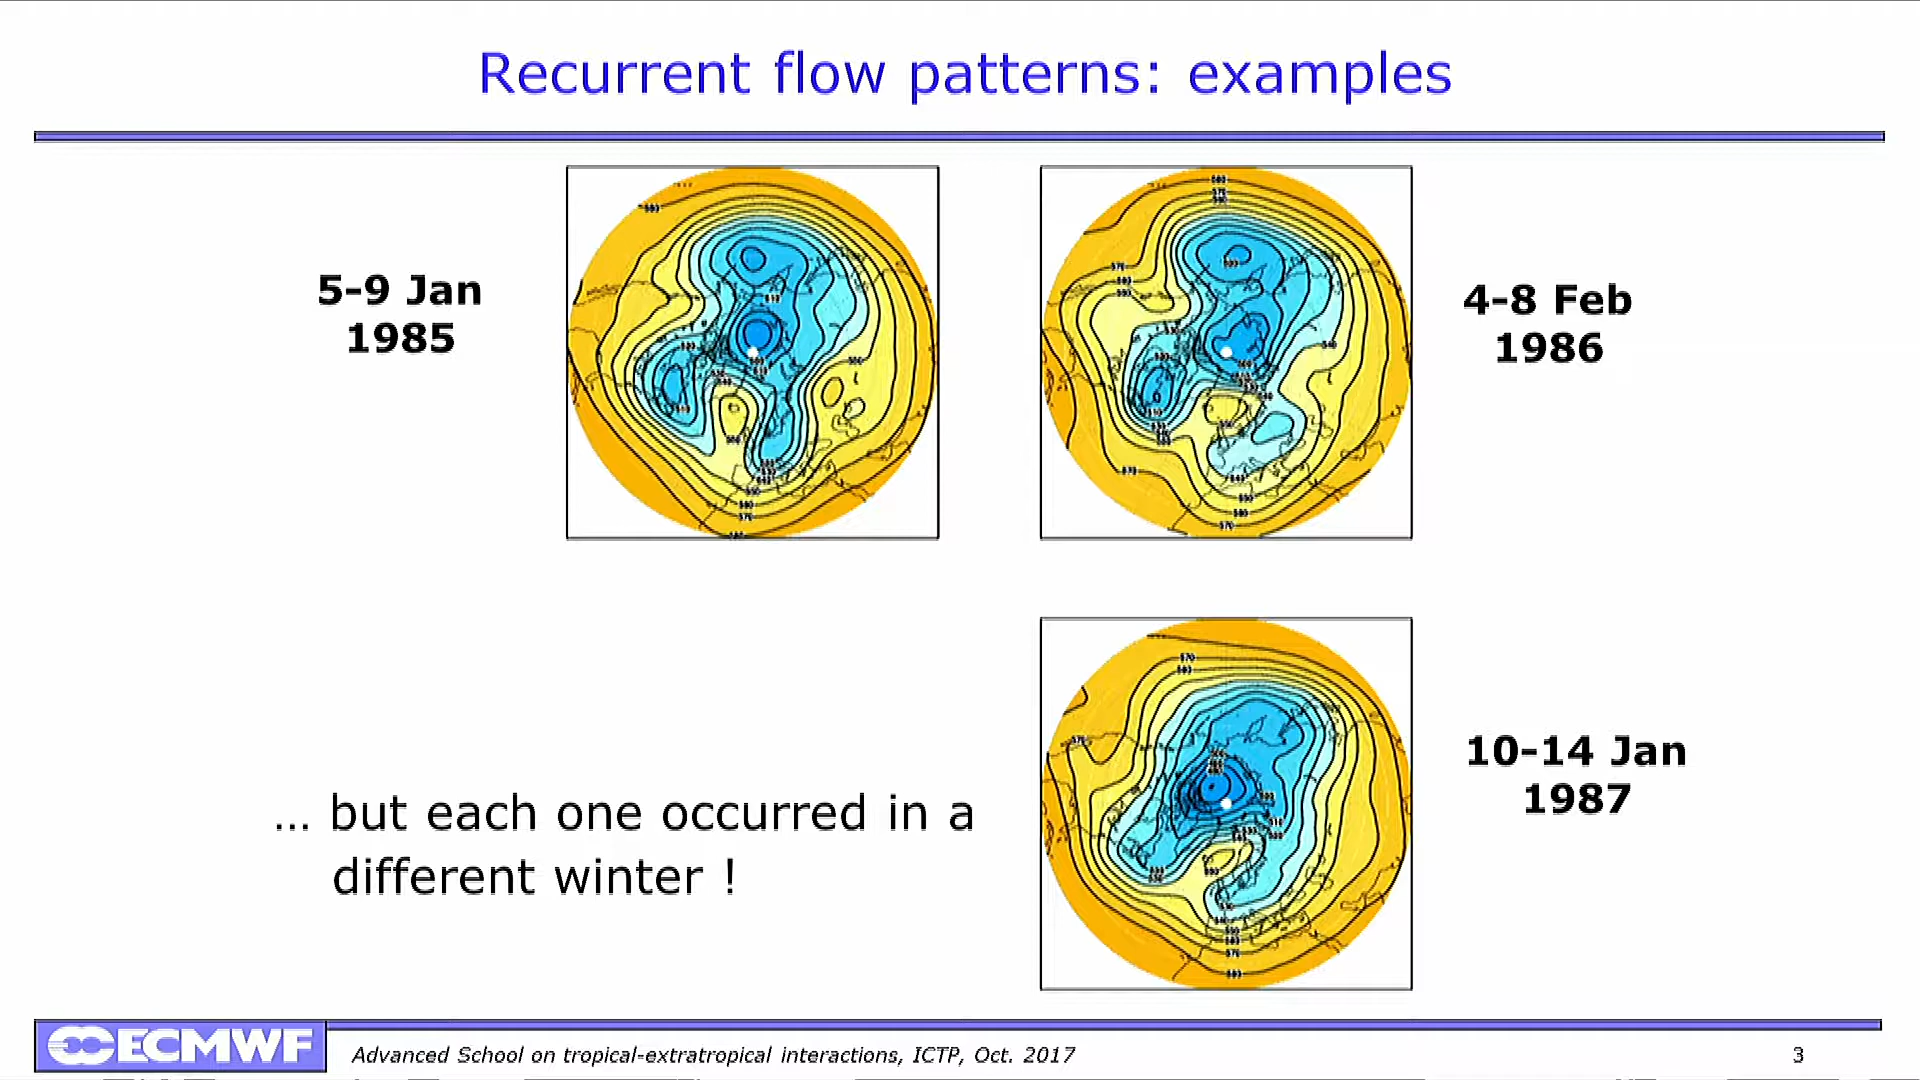 Recurrent flow patterns: examples
5-9 Jan
1985
4-8 Feb
1986
10-14 Jan
1987
... but each one occurred in a
different winter !
ECMWF
Advanced School on tropical-extratropical interactions, ICTP, Oct. 2017
3